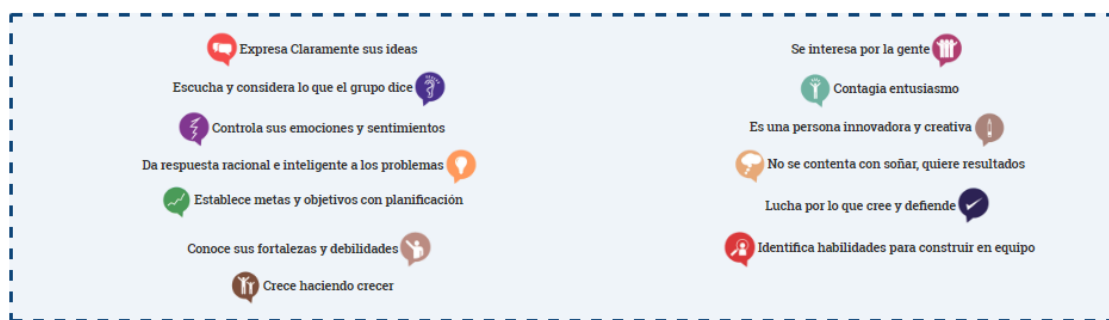 Expresa Claramente sus ideas
Escucha y considera lo que el grupo dice
Controla sus emociones y sentimientos
Da respuesta racional e inteligente a los problemas
Establece metas y objetivos con planificación
Conoce sus fortalezas y debilidades
Crece haciendo crecer
Se interesa por la gente
Contagia entusiasmo
Es una persona innovadora y creativa
No se contenta con soñar, quiere resultados
Lucha por lo que cree y defiende
Identifica habilidades para construir en equipo